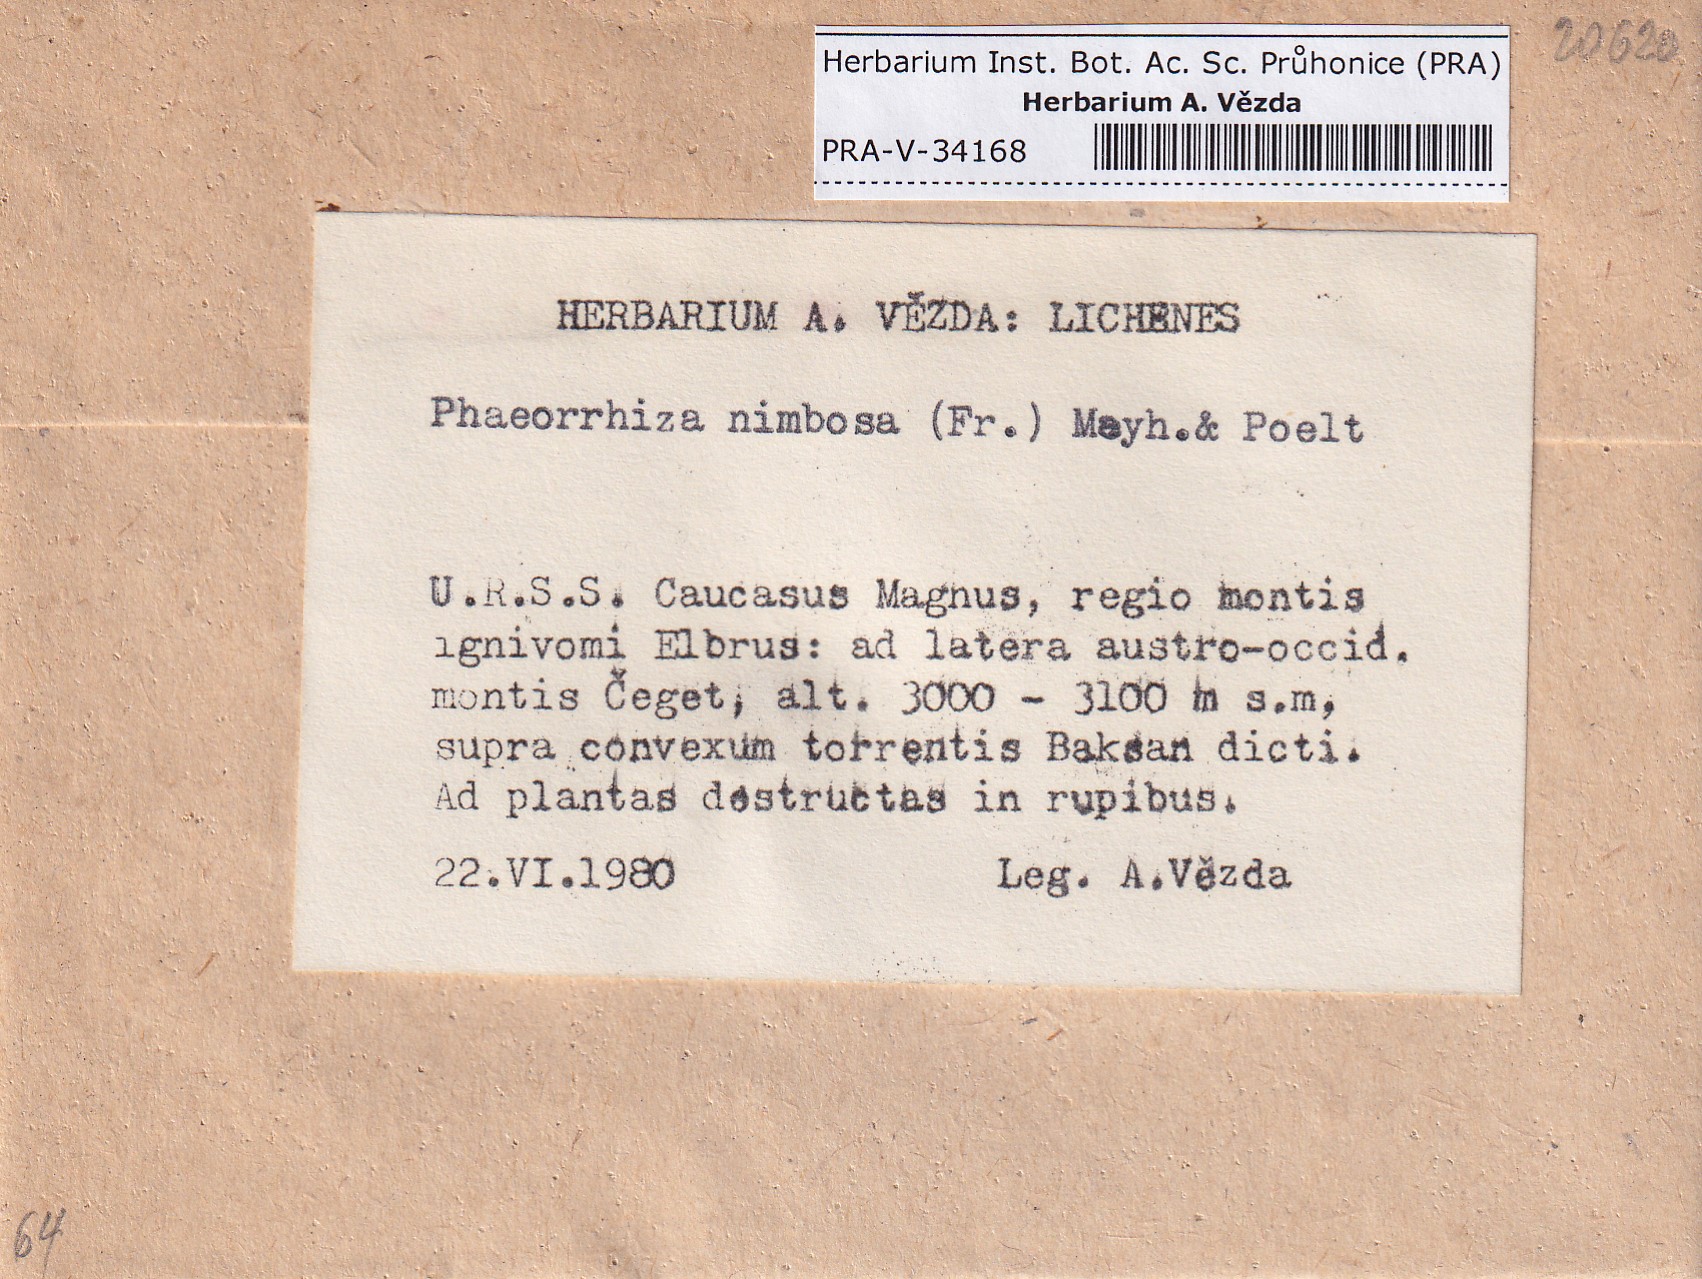 20620
Herbarium Inst. Bot. Ac. Sc. Průhonice (PRA)
Herbarium A. Vězda
PRA-V-34168
HERBARIUM A. VĚZDA: LICHENES
Phaeorrhiza nimbosa (Fr.) Mayh.& Poelt
U.R.S.S. Caucasus Magnus, regio montis
ignivomi Elbrus: ad latera austro-occid.
montis Čeget, alt. 3000 - 3100 m s.m,
supra convexum torrentis Baksan dicti.
Ad plantas destructas in rupibus.
22.VI.1980 Leg. A.Vězda
64